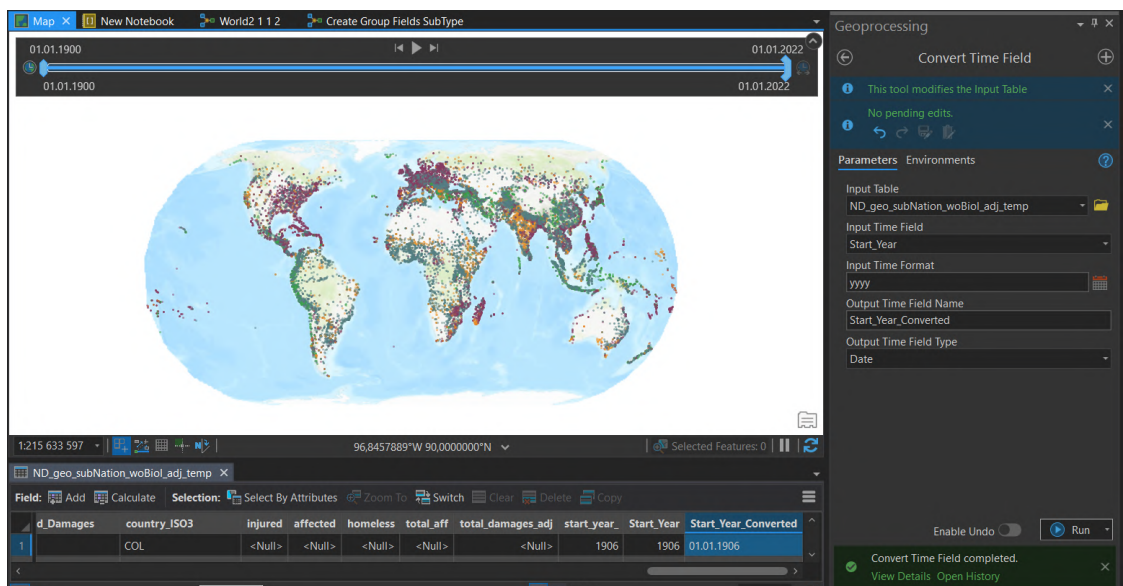 Map
New Notebook
World2 1 1 2
Create Group Fields SubType
01.01.1900
01.01.2022
01.01.1900
01.01.2022
1:215 633 597
96,8457889°W 90,0000000°N
Selected Features: 0
ND_geo_subNation_woBiol_adj_temp
Field: Add Calculate Selection: Select By Attributes Zoom To Switch Clear Delete Copy
d_Damages country_ISO3 injured affected homeless total_aff total_damages_adj start_year_ Start_Year Start_Year_Converted
1 COL <Null> <Null> <Null> <Null> <Null> 1906 1906 01.01.1906
Geoprocessing
Convert Time Field
This tool modifies the Input Table
No pending edits.
Parameters Environments
Input Table
ND_geo_subNation_woBiol_adj_temp
Input Time Field
Start_Year
Input Time Format
yyyy
Output Time Field Name
Start_Year_Converted
Output Time Field Type
Date
Enable Undo
Run
Convert Time Field completed.
View Details Open History